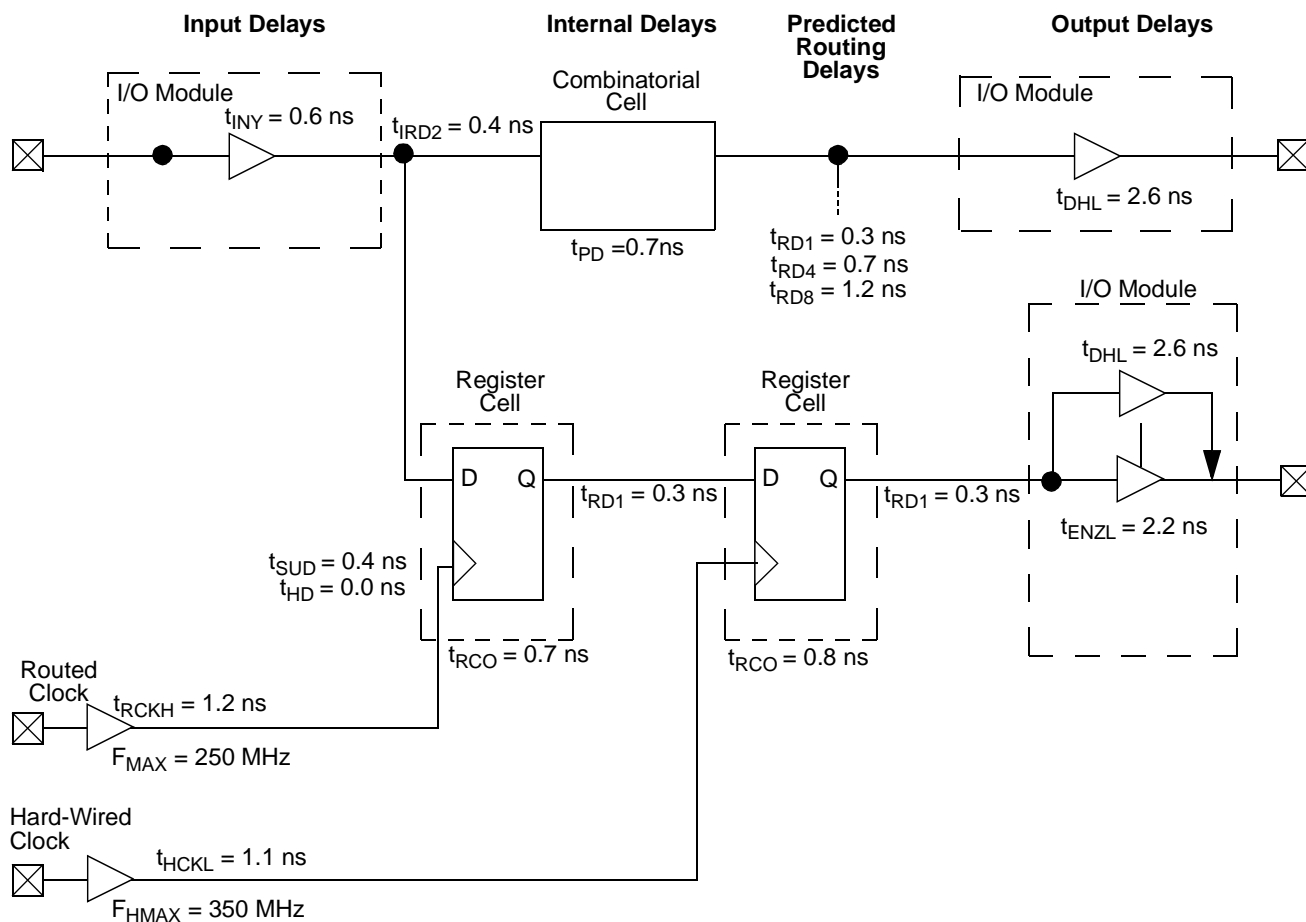 Input Delays
Internal Delays
Predicted
Routing
Delays
Output Delays
I/O Module
tINY = 0.6 ns
tIRD2 = 0.4 ns
Combinatorial
Cell
tPD =0.7ns
tRD1 = 0.3 ns
tRD4 = 0.7 ns
tRD8 = 1.2 ns
I/O Module
tDHL = 2.6 ns
I/O Module
tDHL = 2.6 ns
tENZL = 2.2 ns
Register
Cell
D Q
tRD1 = 0.3 ns
Register
Cell
D Q
tRD1 = 0.3 ns
tSUD = 0.4 ns
tHD = 0.0 ns
tRCO = 0.7 ns
tRCO = 0.8 ns
Routed
Clock
tRCKH = 1.2 ns
FMAX = 250 MHz
Hard-Wired
Clock
tHCKL = 1.1 ns
FHMAX = 350 MHz